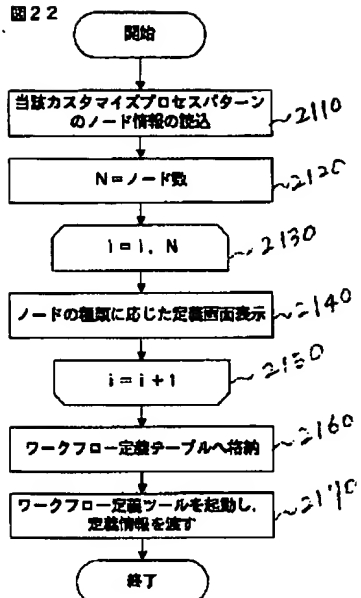 図22
開始
当該カスタマイズプロセスパターン
のノード情報の読込
2110
N=ノード数
2120
i=1,N
2130
ノードの種類に応じた定義画面表示
2140
i=i+1
2150
ワークフロー定義テーブルへ格納
2160
ワークフロー定義ツールを起動し,
定義情報を渡す
2170
終了